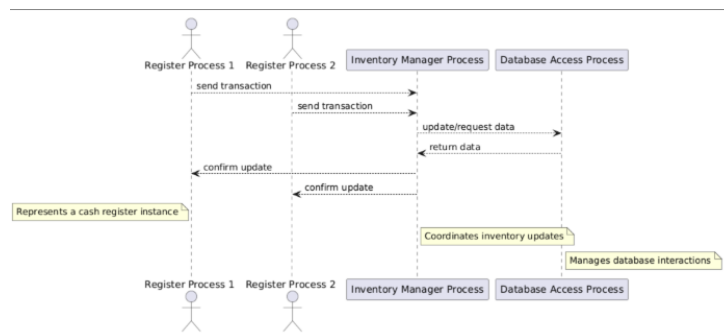 Register Process 1
Register Process 2
Inventory Manager Process
Database Access Process
send transaction
send transaction
update/request data
return data
confirm update
confirm update
Represents a cash register instance
Coordinates inventory updates
Manages database interactions
Register Process 1
Register Process 2
Inventory Manager Process
Database Access Process